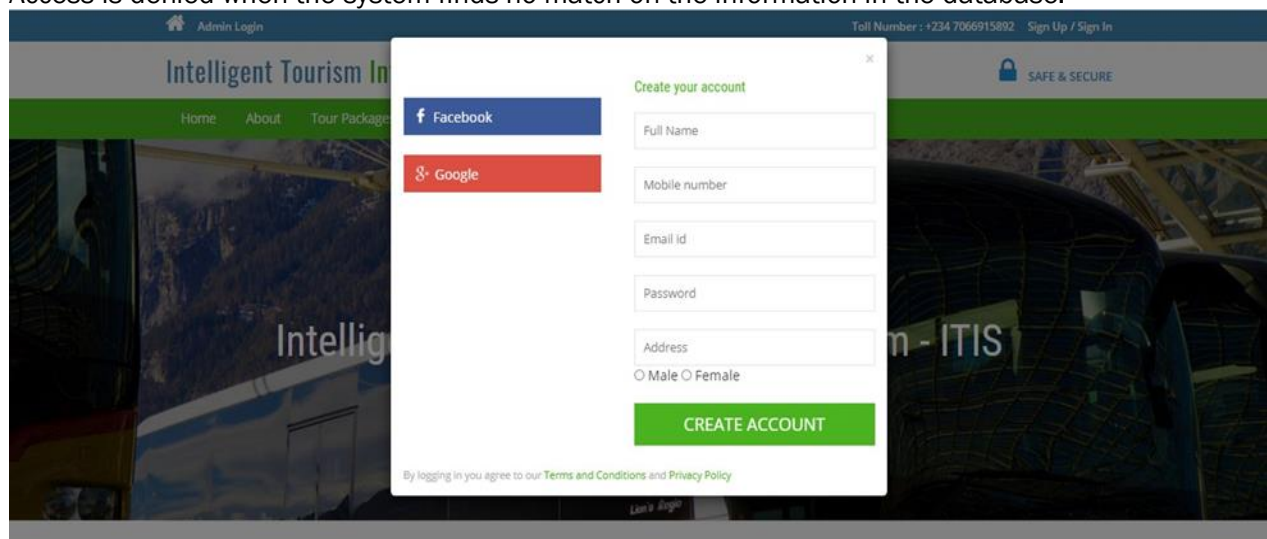 Access is denied when the system finds no match on the information in the database.
Admin Login
Toll Number : +234 7066915892 Sign Up / Sign In
Intelligent Tourism In
SAFE & SECURE
Home About Tour Package
×
Create your account
f Facebook
g+ Google
Full Name
Mobile number
Email id
Password
Address
Male Female
CREATE ACCOUNT
By logging in you agree to our Terms and Conditions and Privacy Policy
Intellig
m - ITIS
Lion's Regio